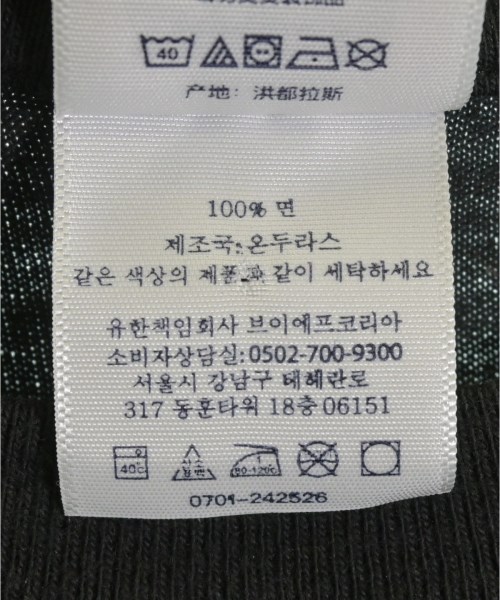 40
产地：洪都拉斯
100% 면
제조국:온두라스
같은 색상의 제품과 같이 세탁하세요
유한책임회사 브이에프코리아
소비자상담실:0502-700-9300
서울시 강남구 테헤란로
317 동훈타워 18층 06151
40℃ 80-120℃
0701-242526